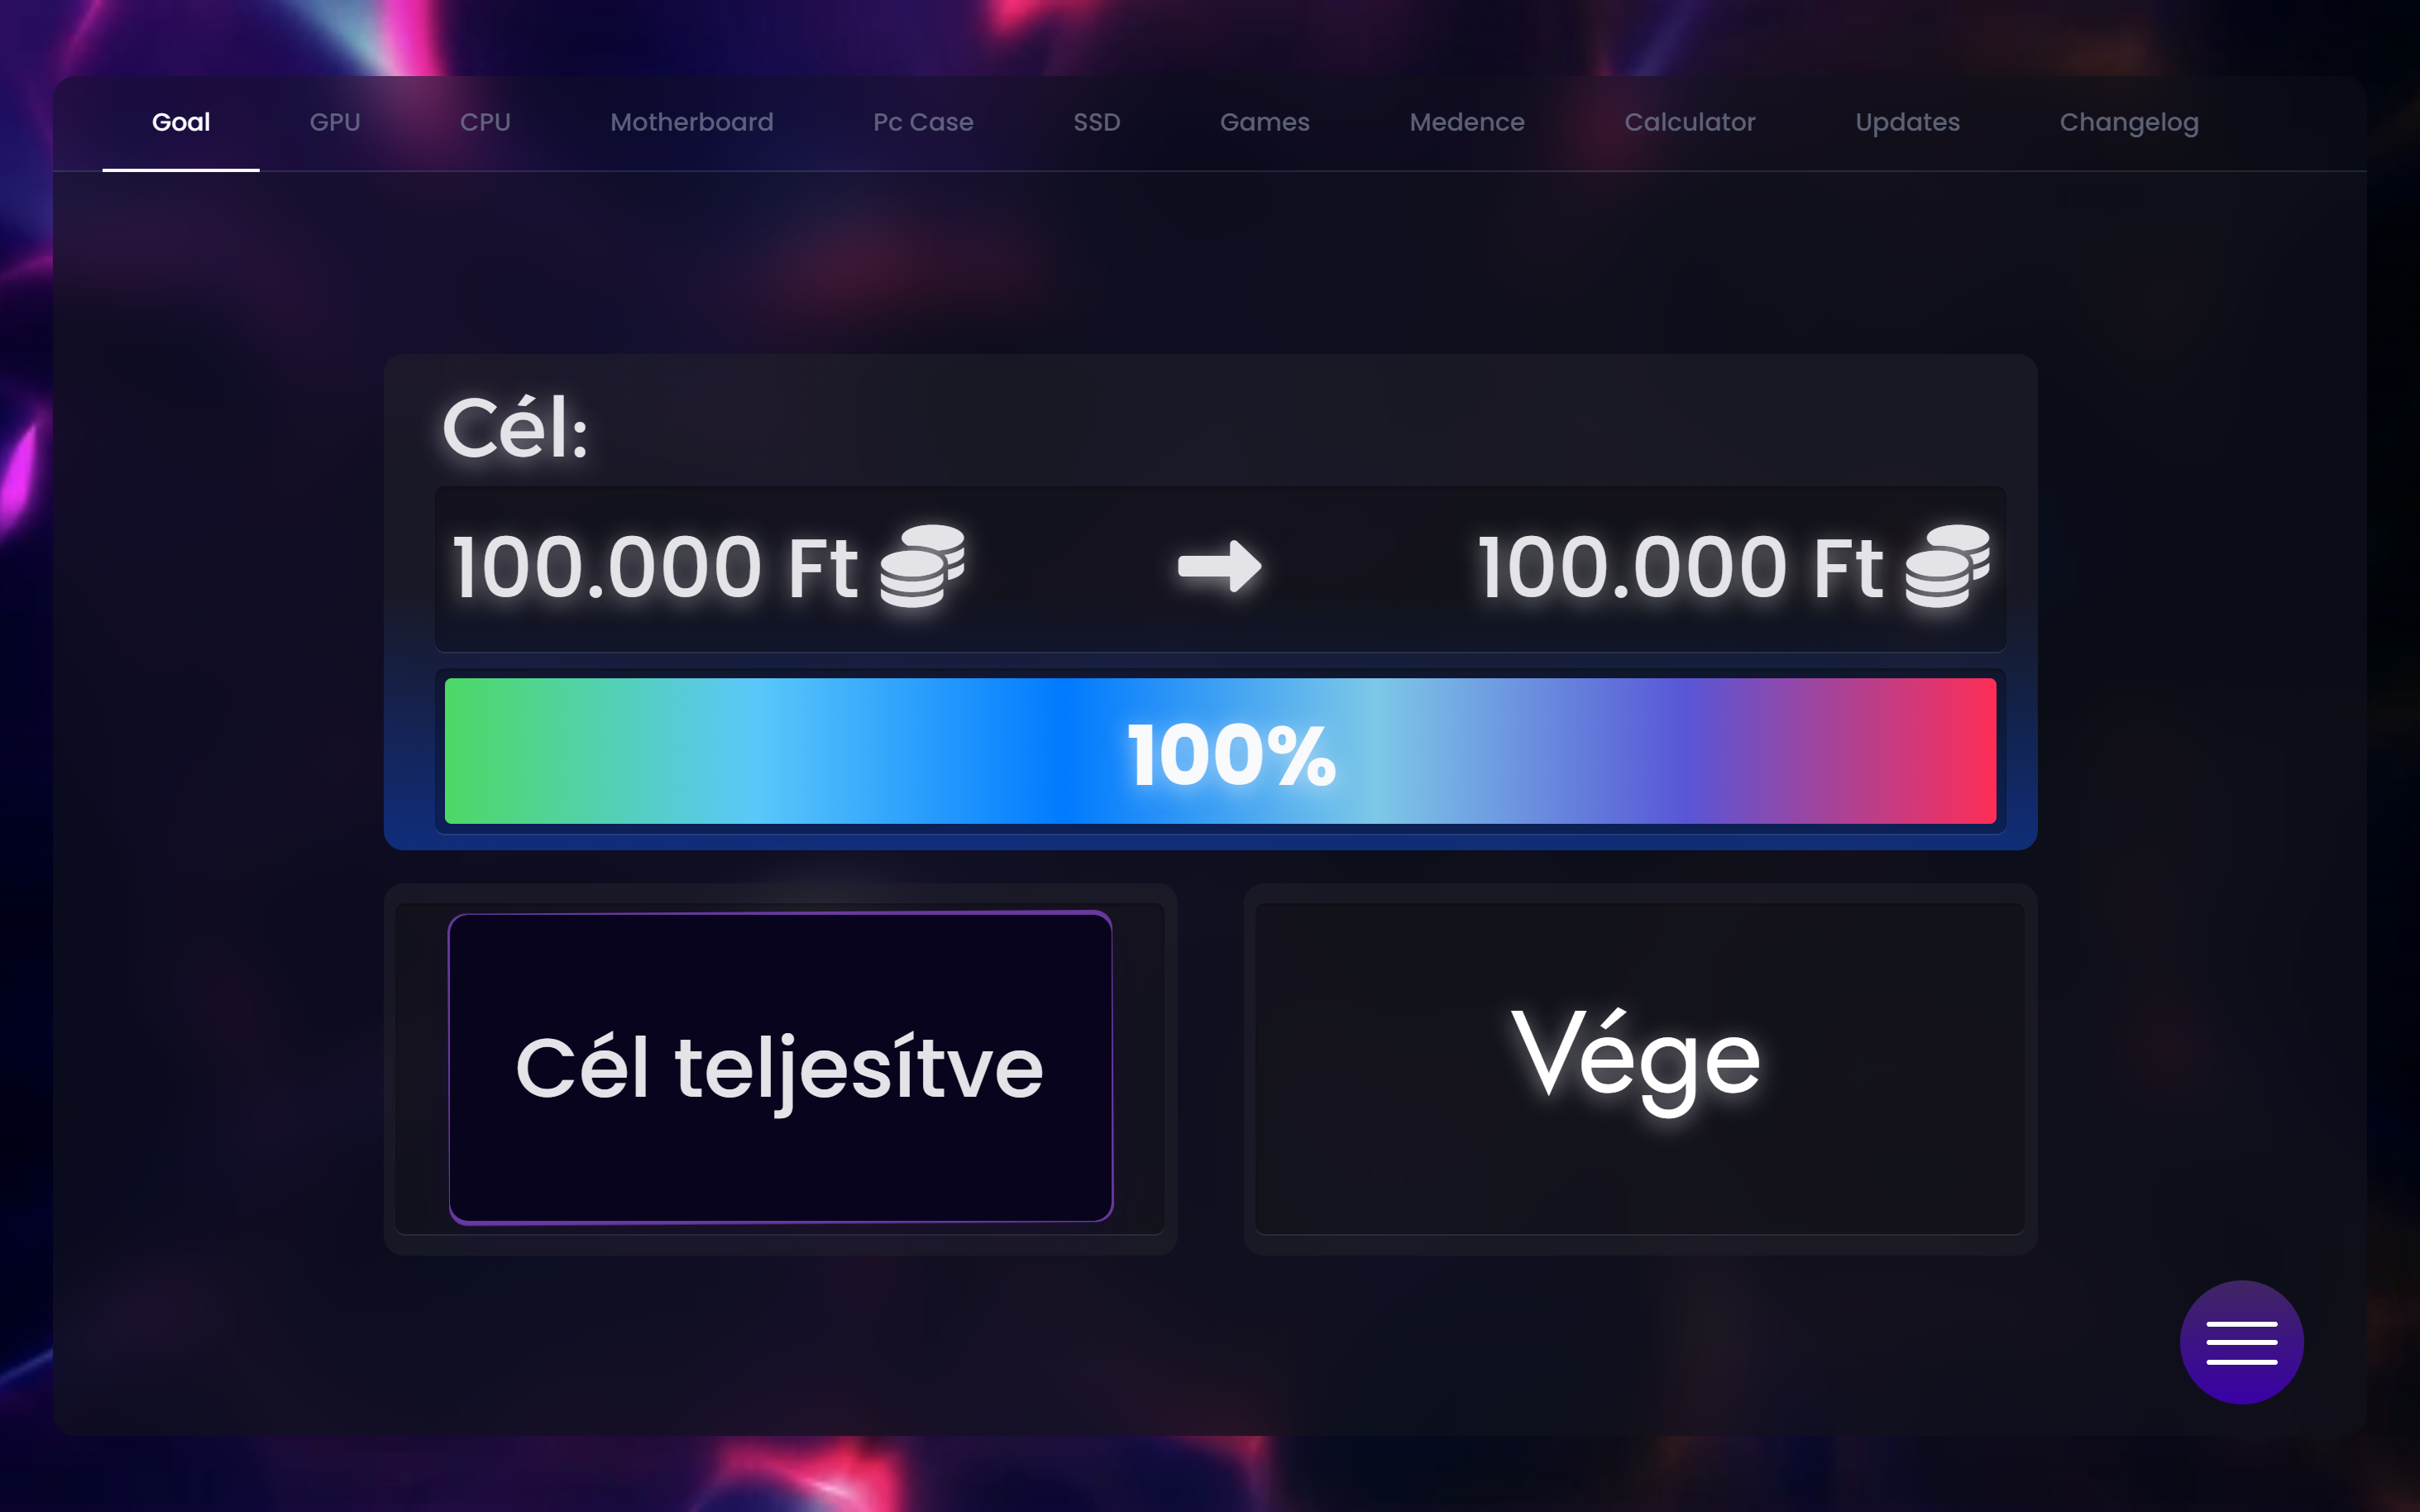 Goal GPU CPU Motherboard Pc Case SSD Games Medence Calculator Updates Changelog
Cél:
100.000 Ft 100.000 Ft
100%
Cél teljesítve Vége